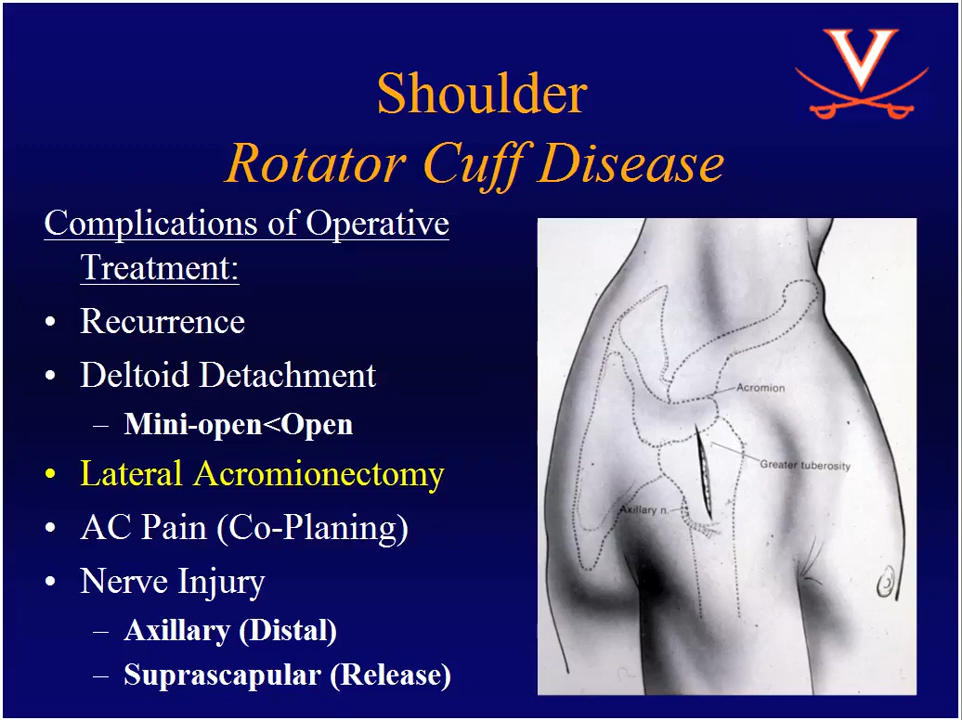 Shoulder
Rotator Cuff Disease
Complications of Operative
Treatment:
• Recurrence
• Deltoid Detachment
– Mini-open<Open
• Lateral Acromionectomy
• AC Pain (Co-Planing)
• Nerve Injury
– Axillary (Distal)
– Suprascapular (Release)
V
Acromion
Greater tuberosity
Axillary n.